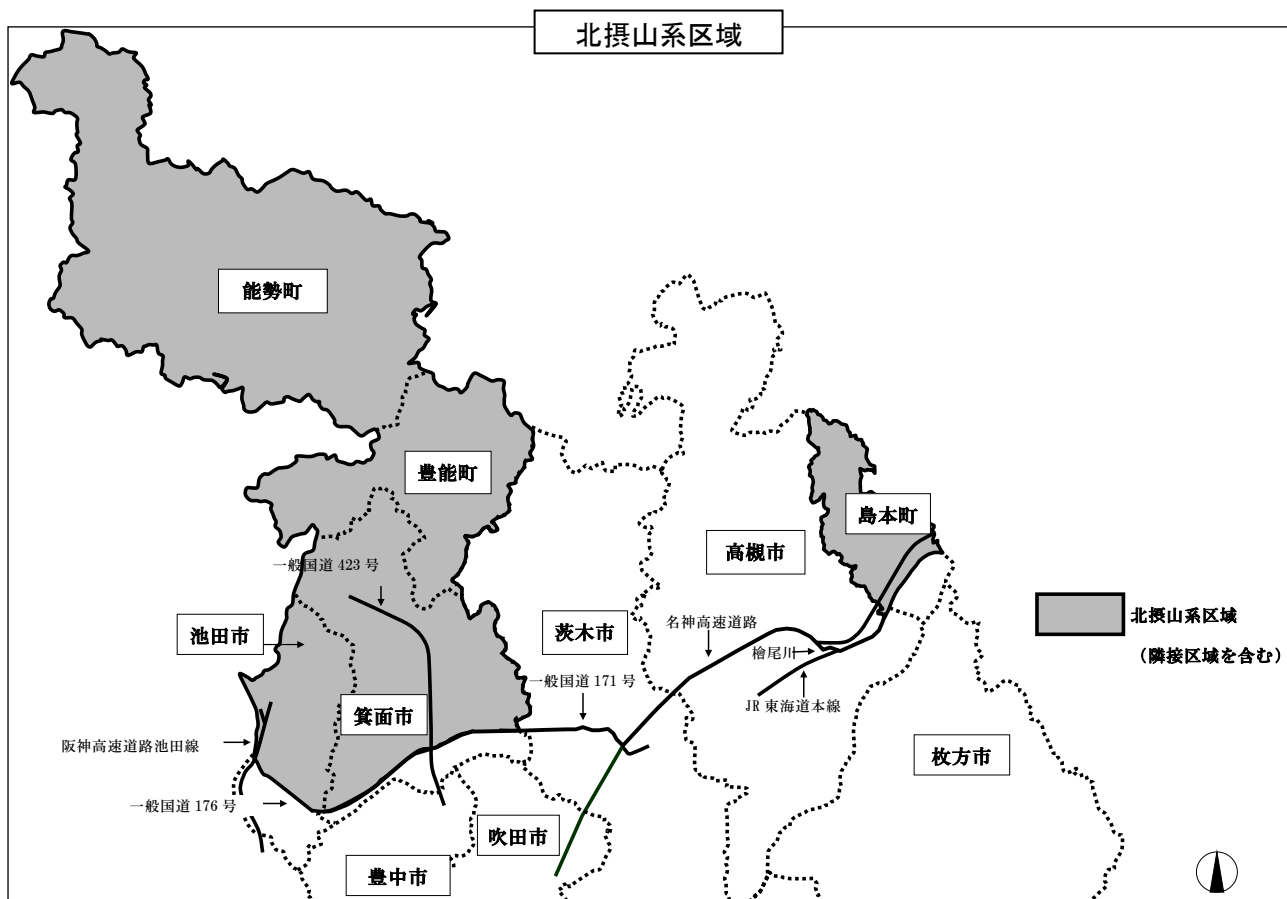 北摂山系区域
能勢町
豊能町
島本町
高槻市
一般国道 423 号
池田市
茨木市
名神高速道路
北摂山系区域
（隣接区域を含む）
檜尾川
一般国道 171 号
JR 東海道本線
箕面市
阪神高速道路池田線
枚方市
一般国道 176 号
吹田市
豊中市